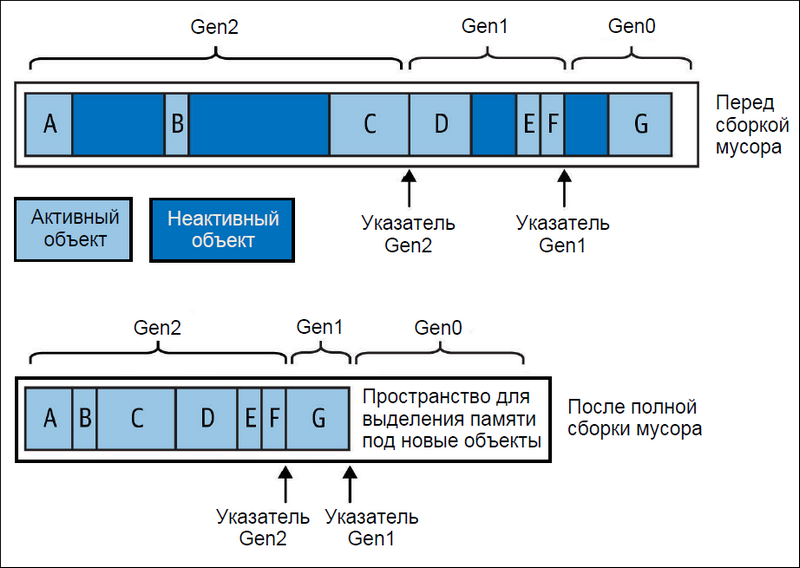 Gen2
Gen1
Gen0
A
B
C
D
E
F
G
Перед
сборкой
мусора
Активный
объект
Неактивный
объект
Указатель
Gen2
Указатель
Gen1
Gen2
Gen1
Gen0
A
B
C
D
E
F
G
Пространство для
выделения памяти
под новые объекты
После полной
сборки мусора
Указатель
Gen2
Указатель
Gen1